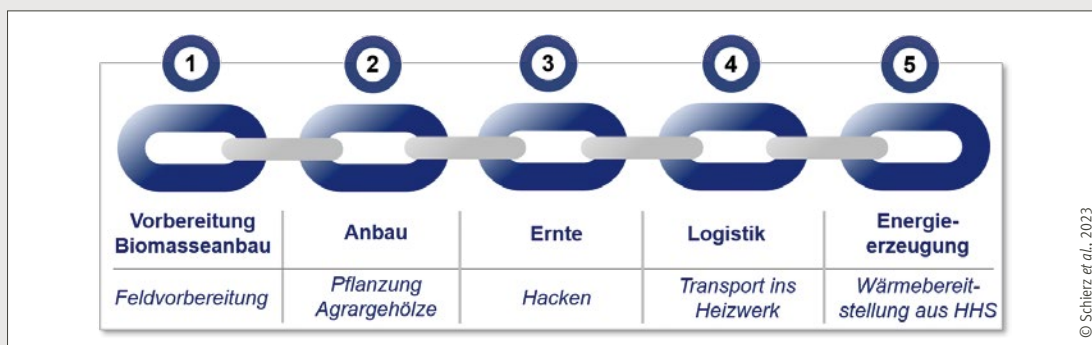 1
2
3
4
5
Vorbereitung
Biomasseanbau
Anbau
Ernte
Logistik
Energie-
erzeugung
Feldvorbereitung
Pflanzung
Agrargehölze
Hacken
Transport ins
Heizwerk
Wärmebereit-
stellung aus HHS
© Schierz et al., 2023